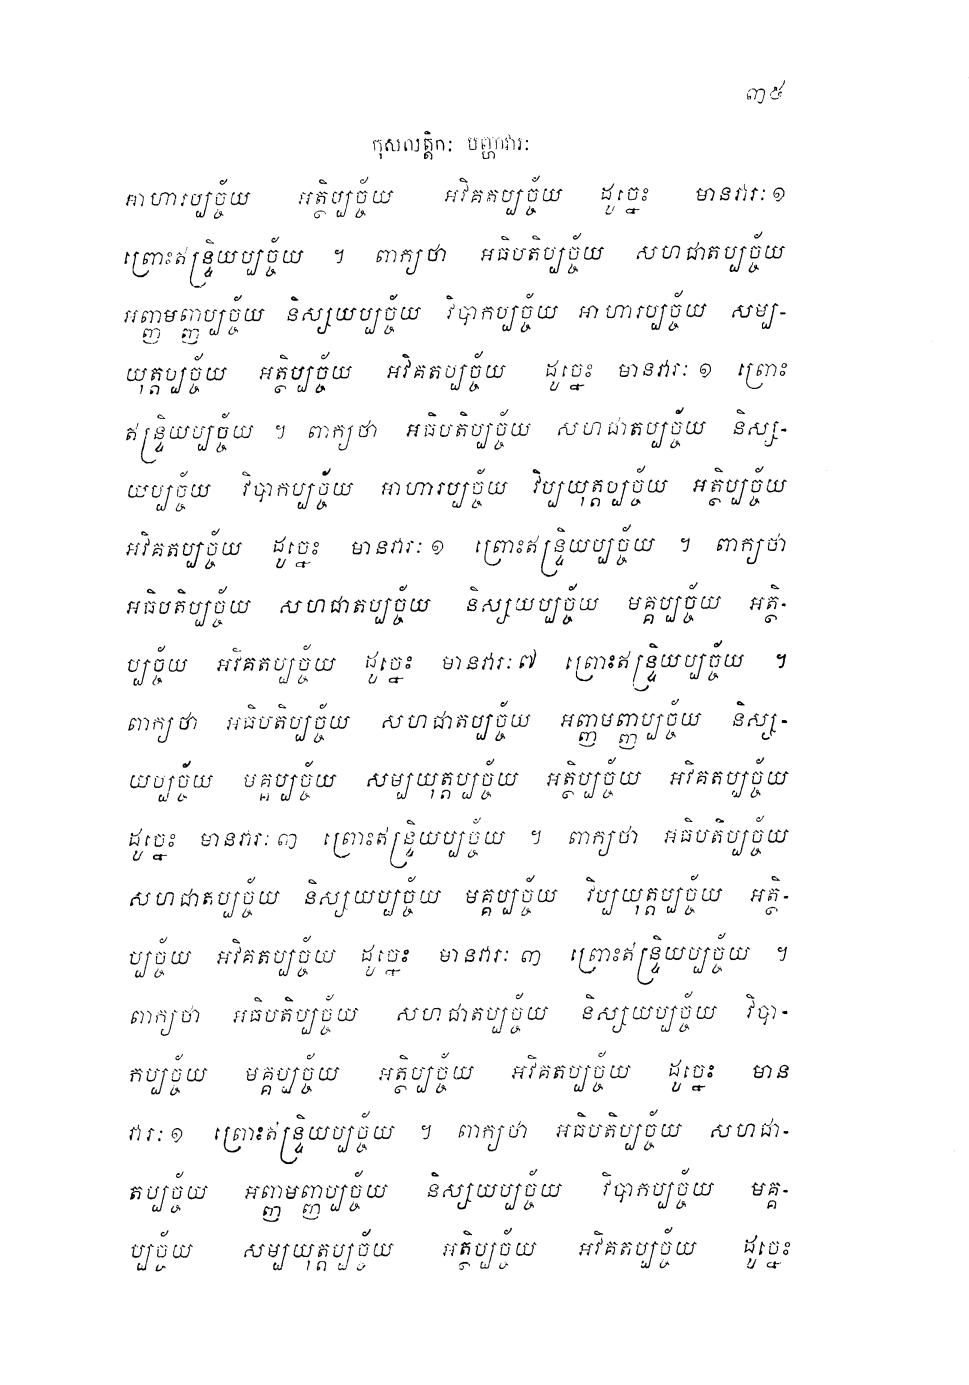 ៣៥
កុសលត្តិកៈ បញ្ហាវារៈ
អាហារប្បច្ច័យ អត្ថិប្បច្ច័យ អវិគតប្បច្ច័យ ដូច្នេះ មានវារៈ ១
ព្រោះឥន្ទ្រិយប្បច្ច័យ ។ ពាក្យថា អធិបតិប្បច្ច័យ សហជាតប្បច្ច័យ
អញ្ញមញ្ញប្បច្ច័យ និស្សយប្បច្ច័យ វិបាកប្បច្ច័យ អាហារប្បច្ច័យ សម្ប-
យុត្តប្បច្ច័យ អត្ថិប្បច្ច័យ អវិគតប្បច្ច័យ ដូច្នេះ មានវារៈ ១ ព្រោះ
ឥន្ទ្រិយប្បច្ច័យ ។ ពាក្យថា អធិបតិប្បច្ច័យ សហជាតប្បច្ច័យ និស្ស-
យប្បច្ច័យ វិបាកប្បច្ច័យ អាហារប្បច្ច័យ វិប្បយុត្តប្បច្ច័យ អត្ថិប្បច្ច័យ
អវិគតប្បច្ច័យ ដូច្នេះ មានវារៈ ១ ព្រោះឥន្ទ្រិយប្បច្ច័យ ។ ពាក្យថា
អធិបតិប្បច្ច័យ សហជាតប្បច្ច័យ និស្សយប្បច្ច័យ មគ្គប្បច្ច័យ អត្ថិ-
ប្បច្ច័យ អវិគតប្បច្ច័យ ដូច្នេះ មានវារៈ ៧ ព្រោះឥន្ទ្រិយប្បច្ច័យ ។
ពាក្យថា អធិបតិប្បច្ច័យ សហជាតប្បច្ច័យ អញ្ញមញ្ញប្បច្ច័យ និស្ស-
យប្បច្ច័យ មគ្គប្បច្ច័យ សម្បយុត្តប្បច្ច័យ អត្ថិប្បច្ច័យ អវិគតប្បច្ច័យ
ដូច្នេះ មានវារៈ ៣ ព្រោះឥន្ទ្រិយប្បច្ច័យ ។ ពាក្យថា អធិបតិប្បច្ច័យ
សហជាតប្បច្ច័យ និស្សយប្បច្ច័យ មគ្គប្បច្ច័យ វិប្បយុត្តប្បច្ច័យ អត្ថិ-
ប្បច្ច័យ អវិគតប្បច្ច័យ ដូច្នេះ មានវារៈ ៣ ព្រោះឥន្ទ្រិយប្បច្ច័យ ។
ពាក្យថា អធិបតិប្បច្ច័យ សហជាតប្បច្ច័យ និស្សយប្បច្ច័យ វិបា-
កប្បច្ច័យ មគ្គប្បច្ច័យ អត្ថិប្បច្ច័យ អវិគតប្បច្ច័យ ដូច្នេះ មាន
វារៈ ១ ព្រោះឥន្ទ្រិយប្បច្ច័យ ។ ពាក្យថា អធិបតិប្បច្ច័យ សហជា-
តប្បច្ច័យ អញ្ញមញ្ញប្បច្ច័យ និស្សយប្បច្ច័យ វិបាកប្បច្ច័យ មគ្គ-
ប្បច្ច័យ សម្បយុត្តប្បច្ច័យ អត្ថិប្បច្ច័យ អវិគតប្បច្ច័យ ដូច្នេះ